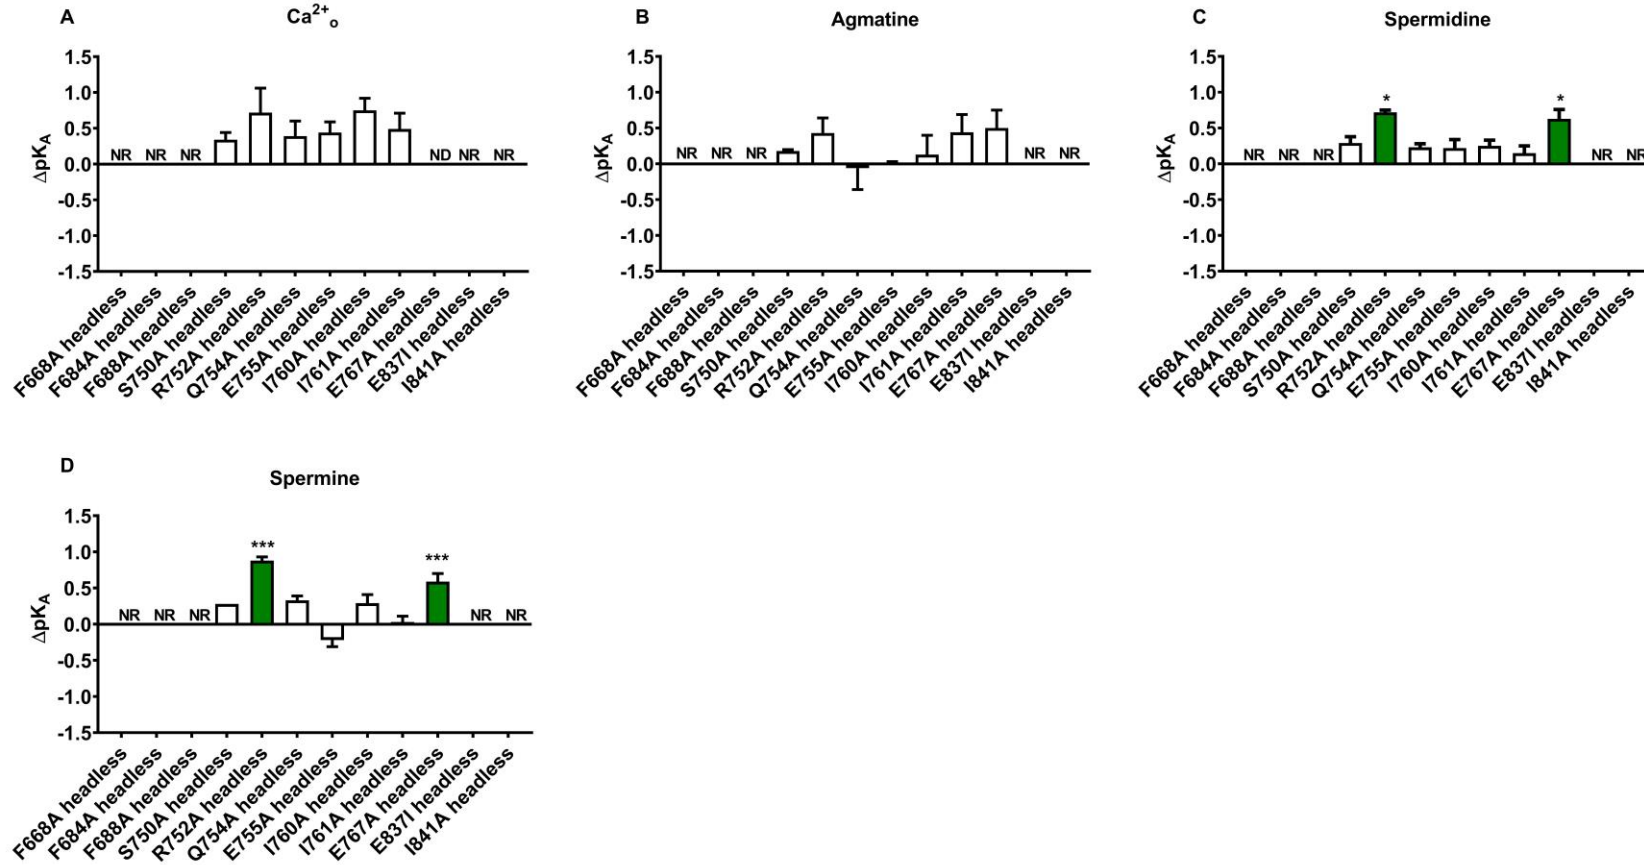 A
Ca2+o
1.5
1.0
0.5
0.0
-0.5
-1.0
-1.5
ΔpKA
NR NR NR ND NR NR
F668A headless
F684A headless
F688A headless
S750A headless
R752A headless
Q754A headless
E755A headless
I760A headless
I761A headless
E767A headless
E837I headless
I841A headless
B
Agmatine
1.5
1.0
0.5
0.0
-0.5
-1.0
-1.5
ΔpKA
NR NR NR NR NR
F668A headless
F684A headless
F688A headless
S750A headless
R752A headless
Q754A headless
E755A headless
I760A headless
I761A headless
E767A headless
E837I headless
I841A headless
C
Spermidine
1.5
1.0
0.5
0.0
-0.5
-1.0
-1.5
ΔpKA
* *
NR NR NR NR NR
F668A headless
F684A headless
F688A headless
S750A headless
R752A headless
Q754A headless
E755A headless
I760A headless
I761A headless
E767A headless
E837I headless
I841A headless
D
Spermine
1.5
1.0
0.5
0.0
-0.5
-1.0
-1.5
ΔpKA
*** ***
NR NR NR NR NR
F668A headless
F684A headless
F688A headless
S750A headless
R752A headless
Q754A headless
E755A headless
I760A headless
I761A headless
E767A headless
E837I headless
I841A headless